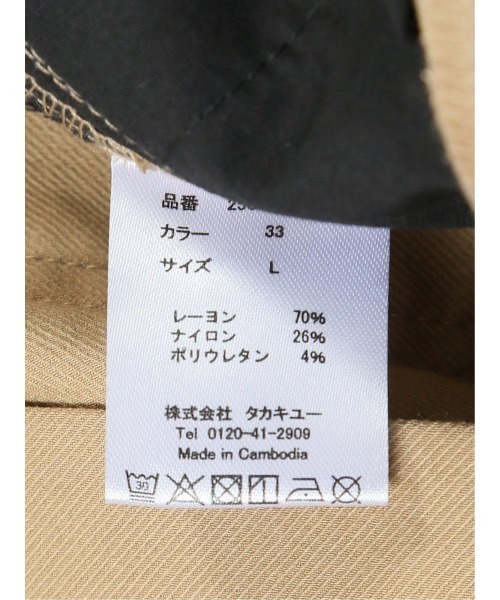 品番
カラー 33
サイズ L
レーヨン 70%
ナイロン 26%
ポリウレタン 4%
株式会社 タカキュー
Tel 0120-41-2909
Made in Cambodia
30